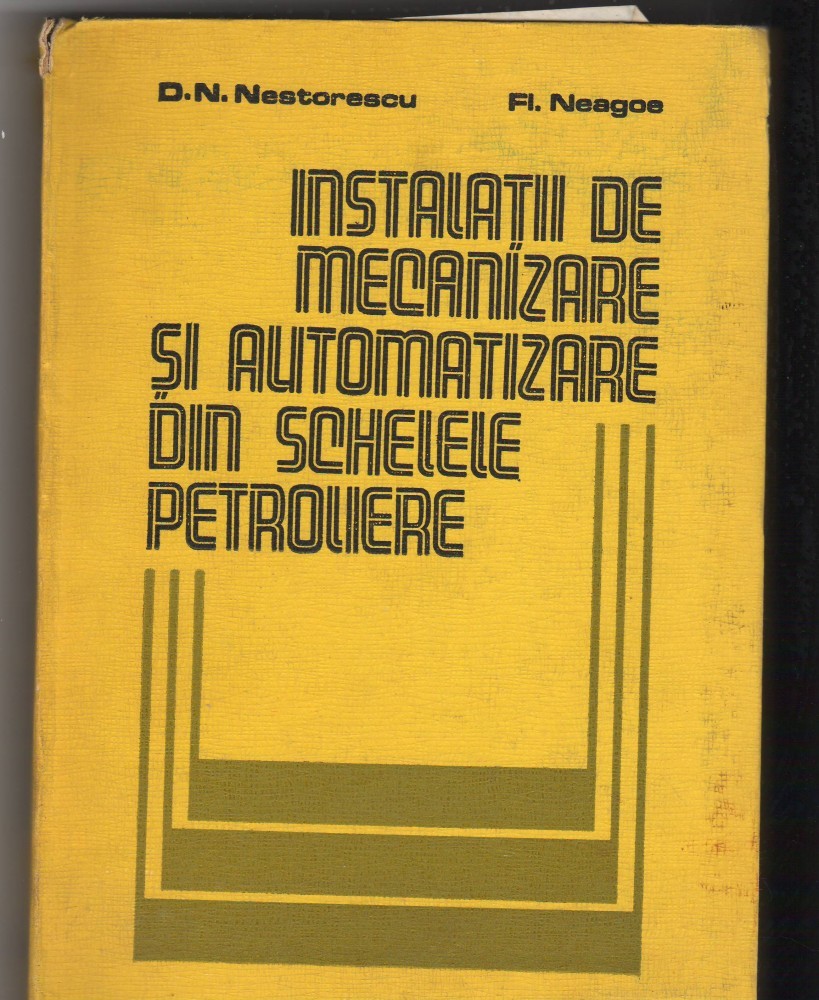 D.N. Nestorescu Fl. Neagoe
INSTALAȚII DE
MECANIZARE
ȘI AUTOMATIZARE
DIN SCHELELE
PETROLIERE